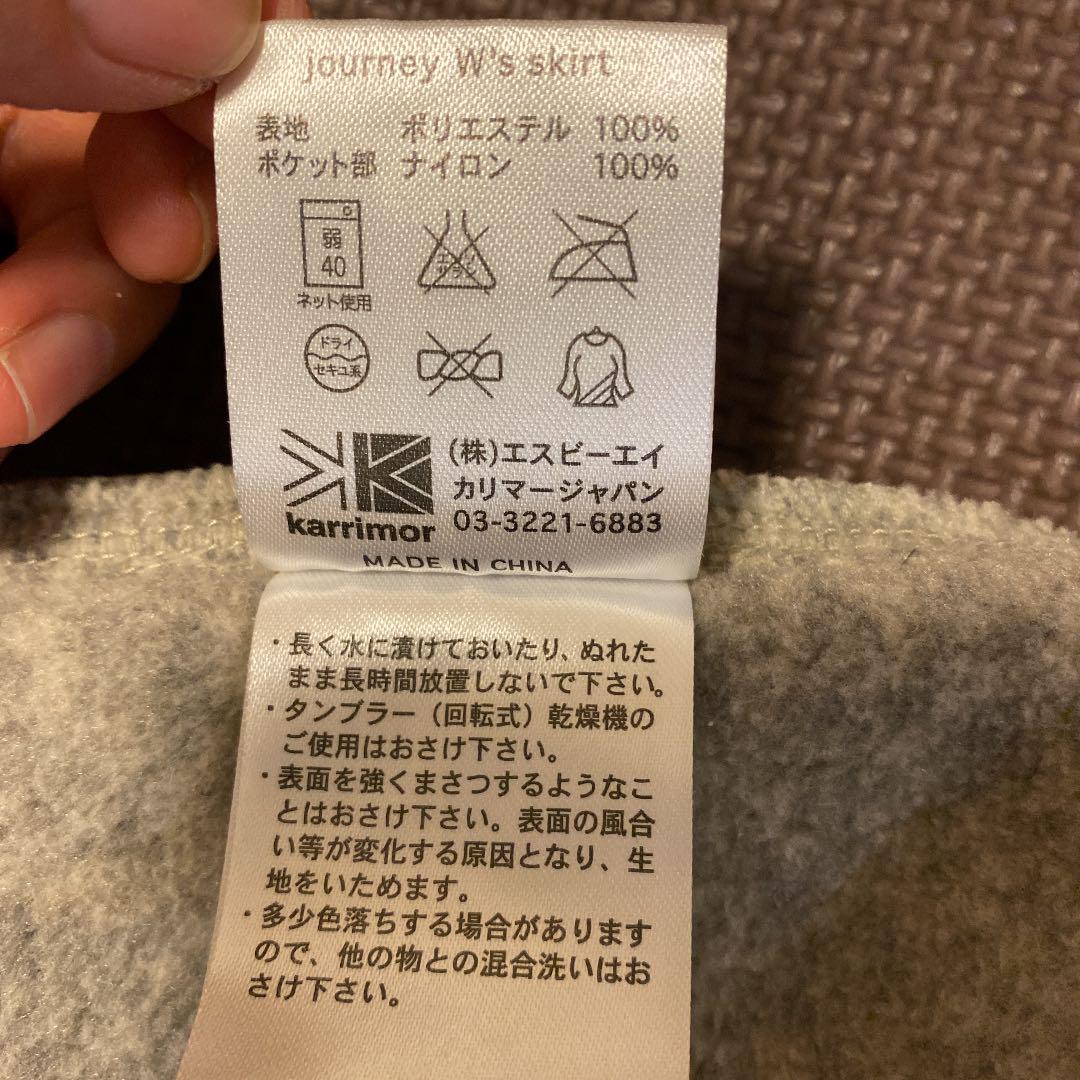 journey W's skirt
表地 ポリエステル 100%
ポケット部 ナイロン 100%
弱
40
ネット使用
ドライ
セキユ系
karrimor
(株)エスビーエイ
カリマージャパン
03-3221-6883
MADE IN CHINA
・長く水に漬けておいたり、ぬれた
まま長時間放置しないで下さい。
・タンブラー（回転式）乾燥機の
ご使用はおさけ下さい。
・表面を強くまさつするようなこ
とはおさけ下さい。表面の風合
い等が変化する原因となり、生
地をいためます。
・多少色落ちする場合があります
ので、他の物との混合洗いはお
さけ下さい。